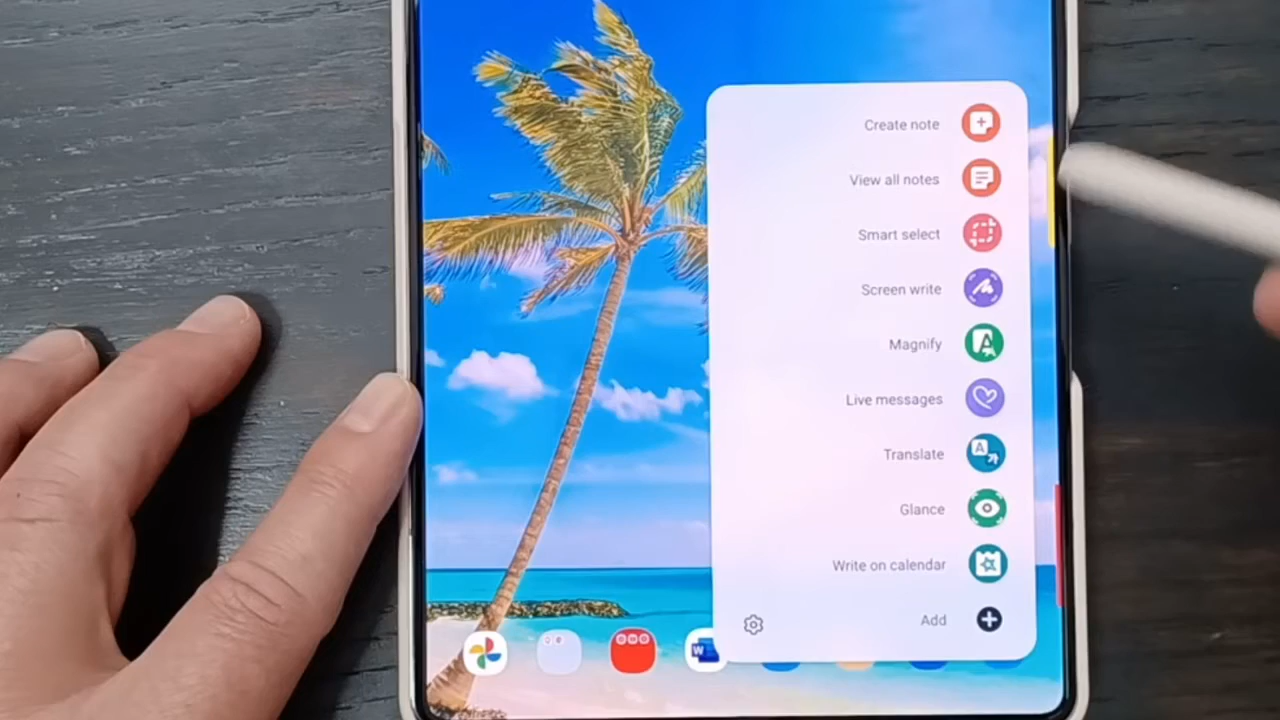 Create note
View all notes
Smart select
Screen write
Magnify
Live messages
Translate
Glance
Write on calendar
Add
W